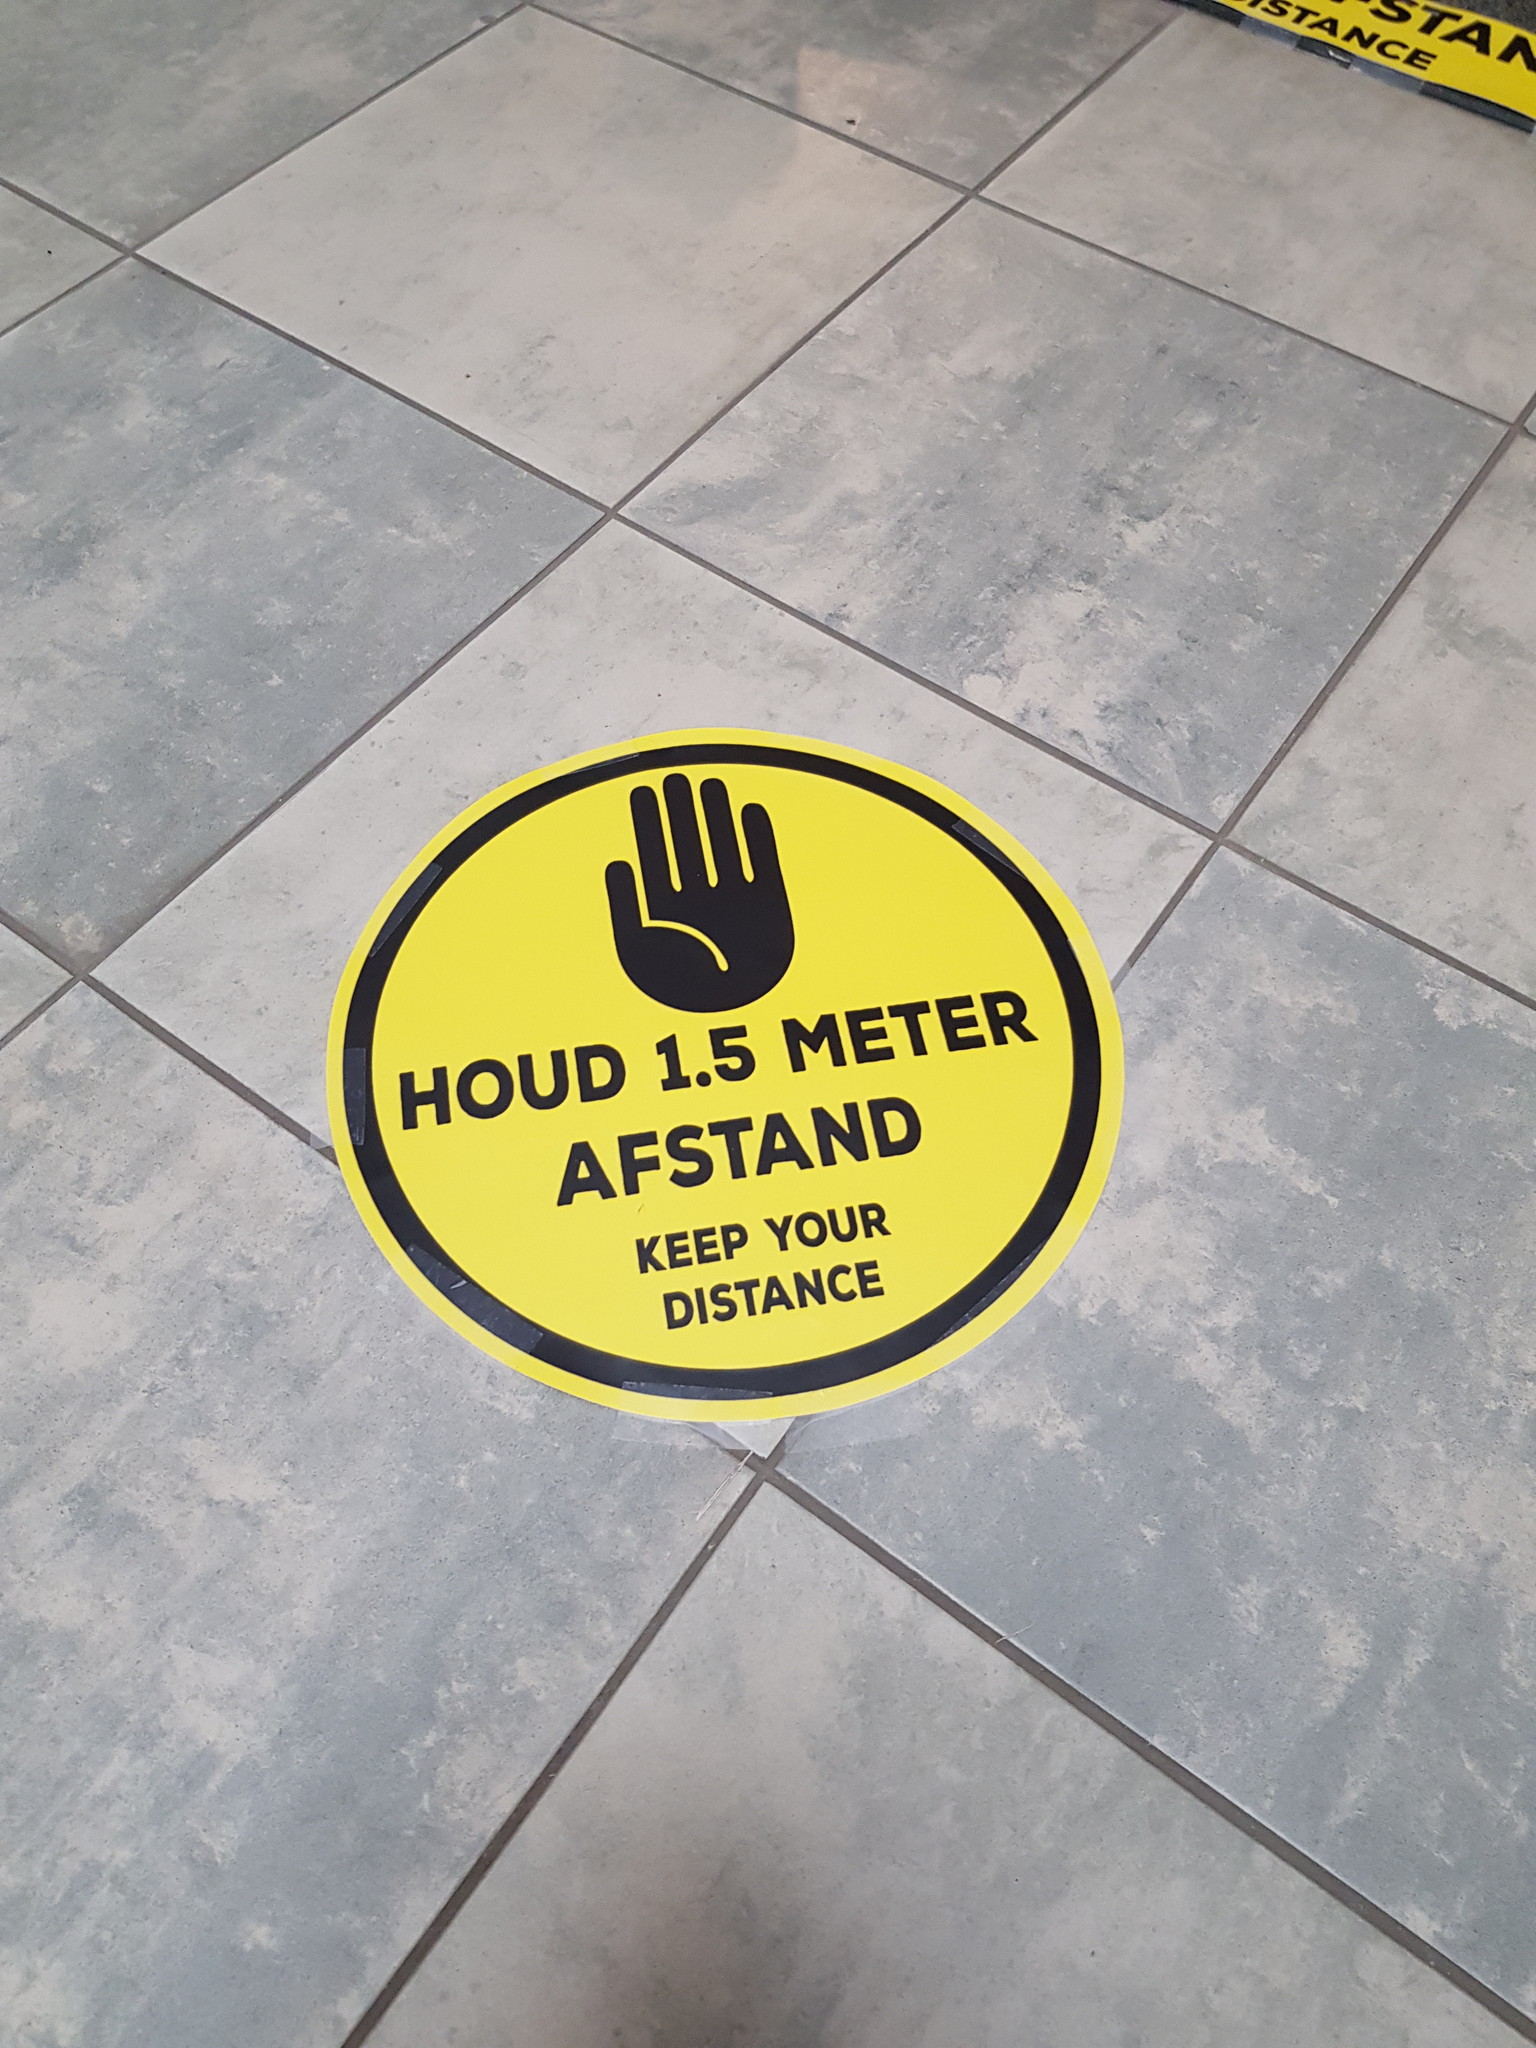 DISTANCE
HOUD 1.5 METER
AFSTAND
KEEP YOUR
DISTANCE